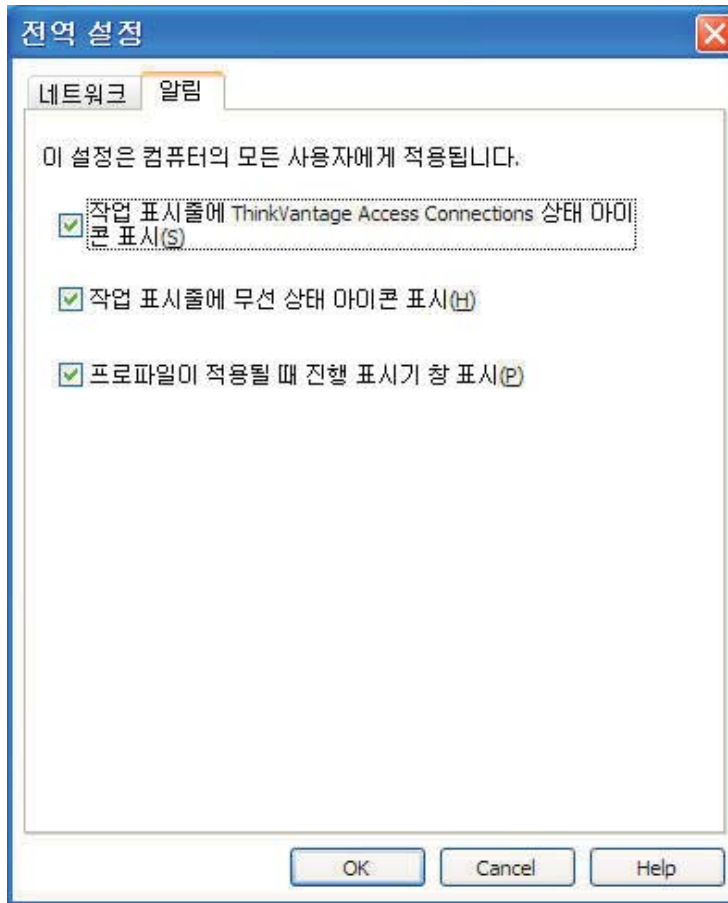 전역 설정
네트워크 알림
이 설정은 컴퓨터의 모든 사용자에게 적용됩니다.
작업 표시줄에 ThinkVantage Access Connections 상태 아이
콘 표시(S)
작업 표시줄에 무선 상태 아이콘 표시(H)
프로파일이 적용될 때 진행 표시기 창 표시(P)
OK Cancel Help